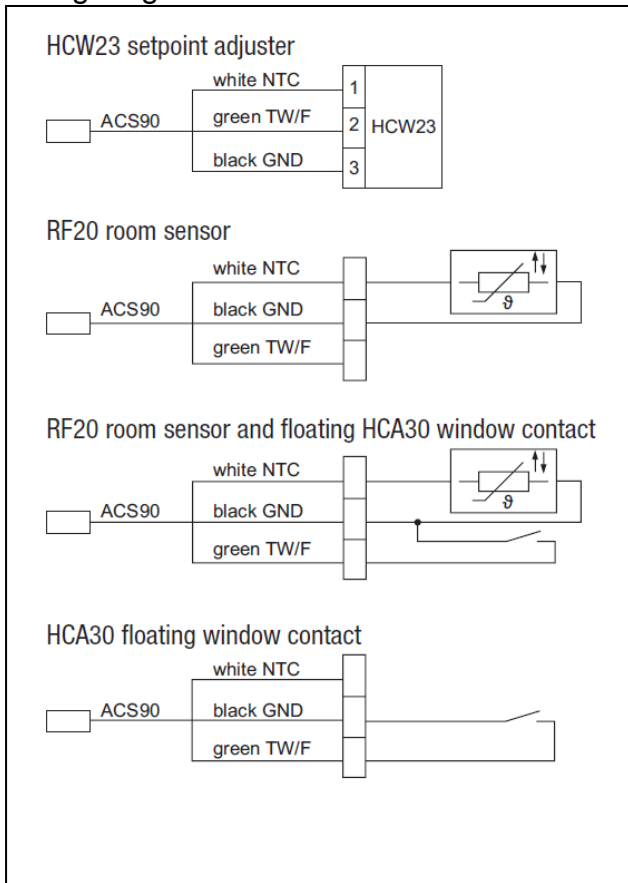 HCW23 setpoint adjuster
white NTC
1
ACS90
green TW/F
2
HCW23
black GND
3
RF20 room sensor
white NTC
ACS90
black GND
green TW/F
ϑ
RF20 room sensor and floating HCA30 window contact
white NTC
ACS90
black GND
green TW/F
ϑ
HCA30 floating window contact
white NTC
ACS90
black GND
green TW/F